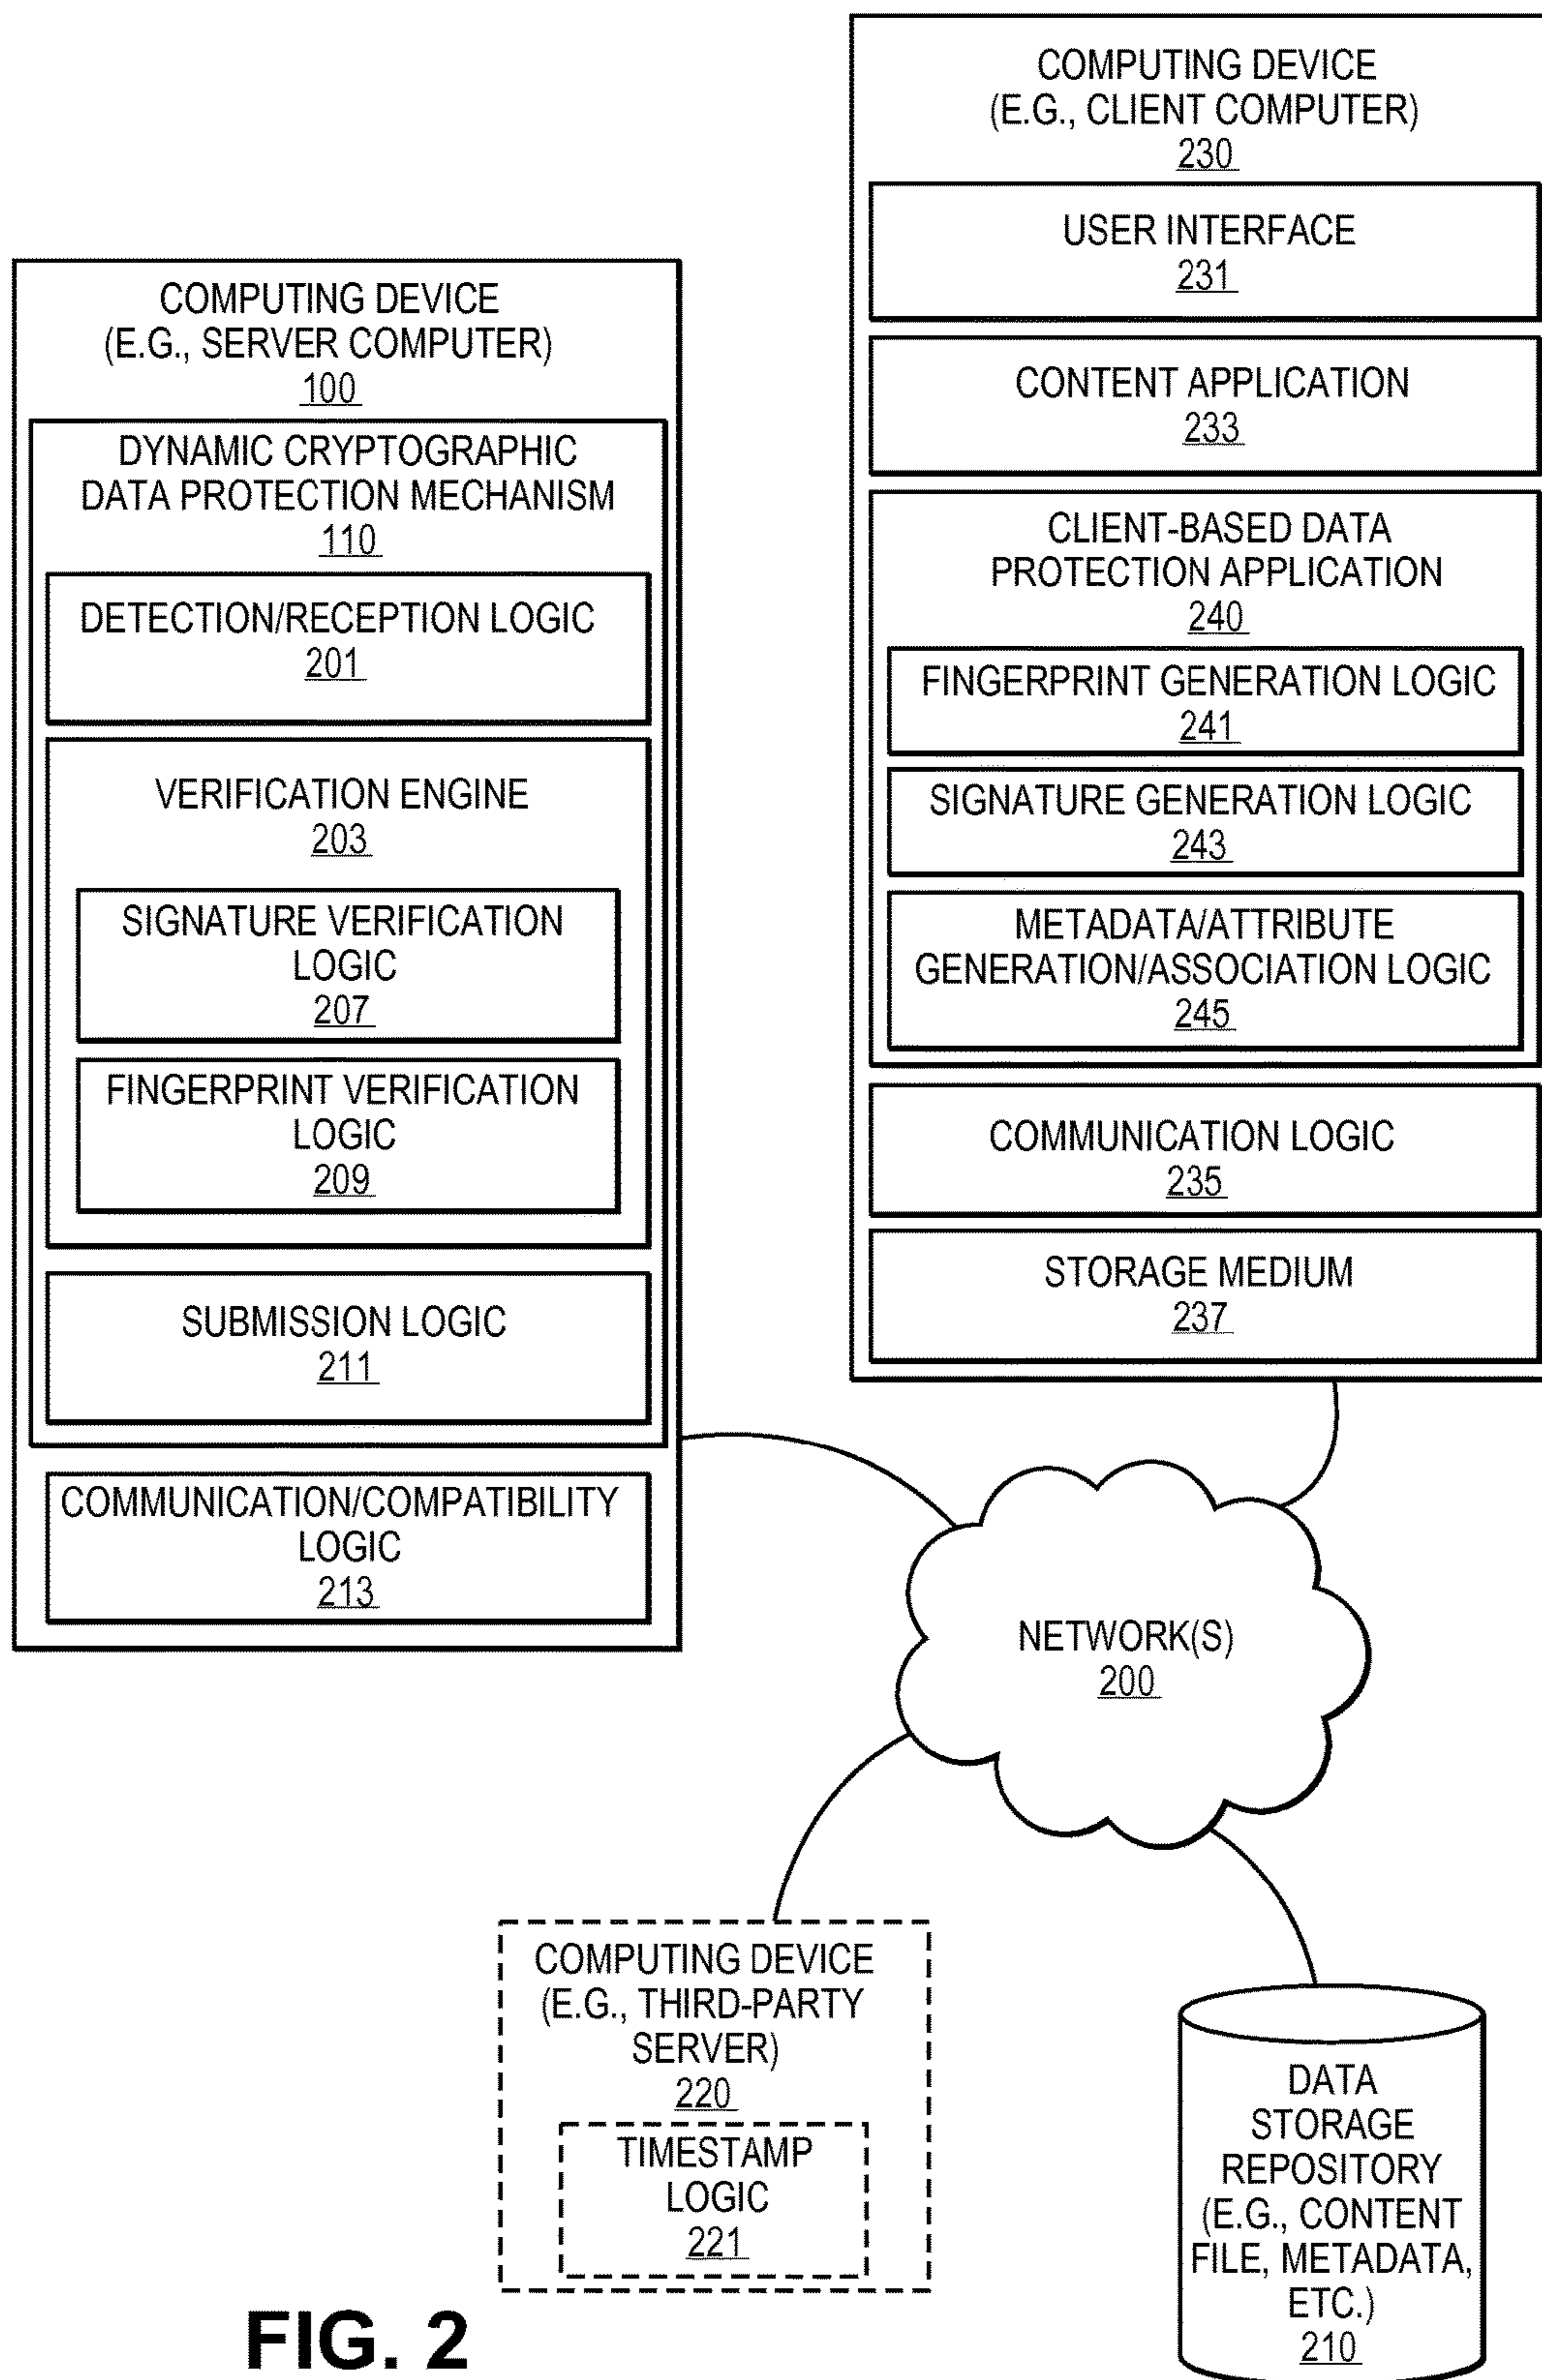 COMPUTING DEVICE
(E.G., SERVER COMPUTER)
100
DYNAMIC CRYPTOGRAPHIC
DATA PROTECTION MECHANISM
110
DETECTION/RECEPTION LOGIC
201
VERIFICATION ENGINE
203
SIGNATURE VERIFICATION
LOGIC
207
FINGERPRINT VERIFICATION
LOGIC
209
SUBMISSION LOGIC
211
COMMUNICATION/COMPATIBILITY
LOGIC
213
COMPUTING DEVICE
(E.G., CLIENT COMPUTER)
230
USER INTERFACE
231
CONTENT APPLICATION
233
CLIENT-BASED DATA
PROTECTION APPLICATION
240
FINGERPRINT GENERATION LOGIC
241
SIGNATURE GENERATION LOGIC
243
METADATA/ATTRIBUTE
GENERATION/ASSOCIATION LOGIC
245
COMMUNICATION LOGIC
235
STORAGE MEDIUM
237
NETWORK(S)
200
COMPUTING DEVICE
(E.G., THIRD-PARTY
SERVER)
220
TIMESTAMP
LOGIC
221
DATA
STORAGE
REPOSITORY
(E.G., CONTENT
FILE, METADATA,
ETC.)
210
FIG. 2